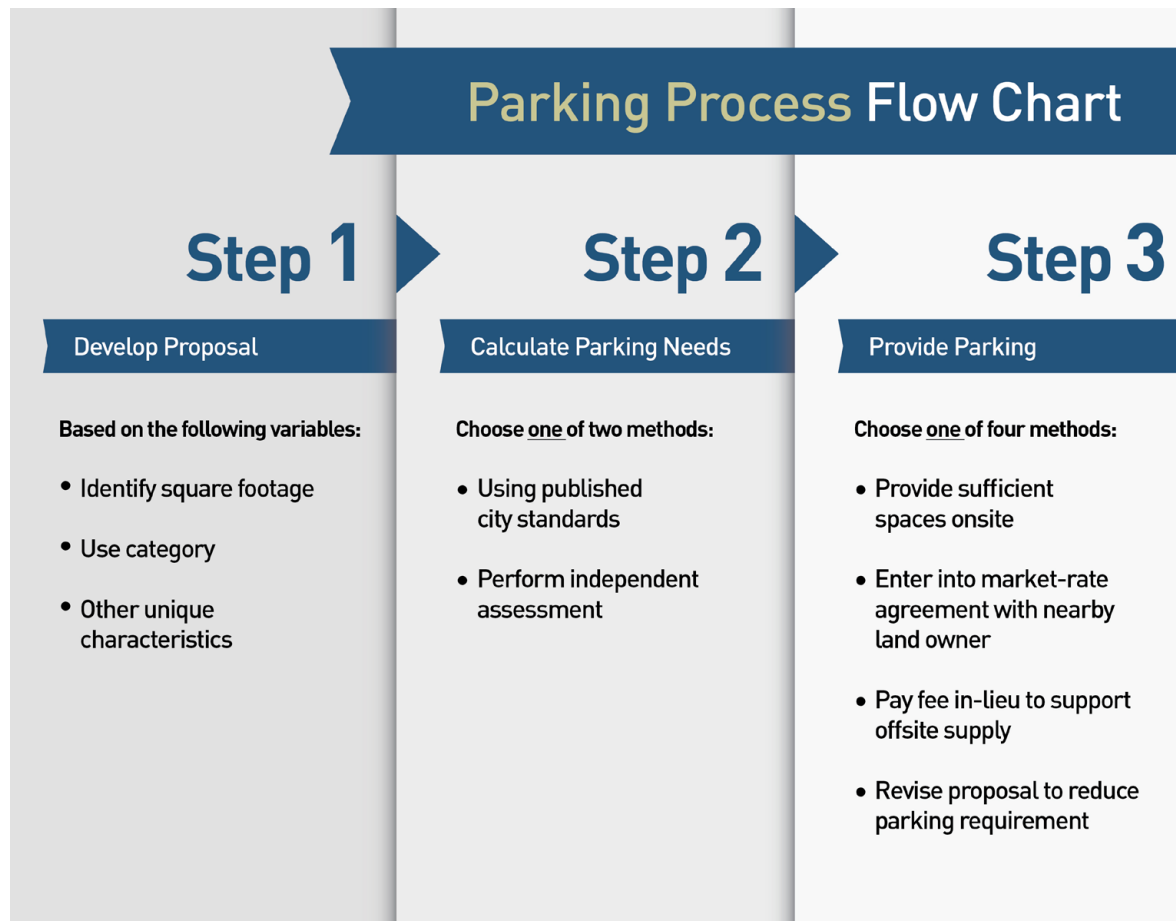 Parking Process Flow Chart
Step 1
Develop Proposal
Based on the following variables:
• Identify square footage
• Use category
• Other unique
characteristics
Step 2
Calculate Parking Needs
Choose one of two methods:
• Using published
city standards
• Perform independent
assessment
Step 3
Provide Parking
Choose one of four methods:
• Provide sufficient
spaces onsite
• Enter into market-rate
agreement with nearby
land owner
• Pay fee in-lieu to support
offsite supply
• Revise proposal to reduce
parking requirement